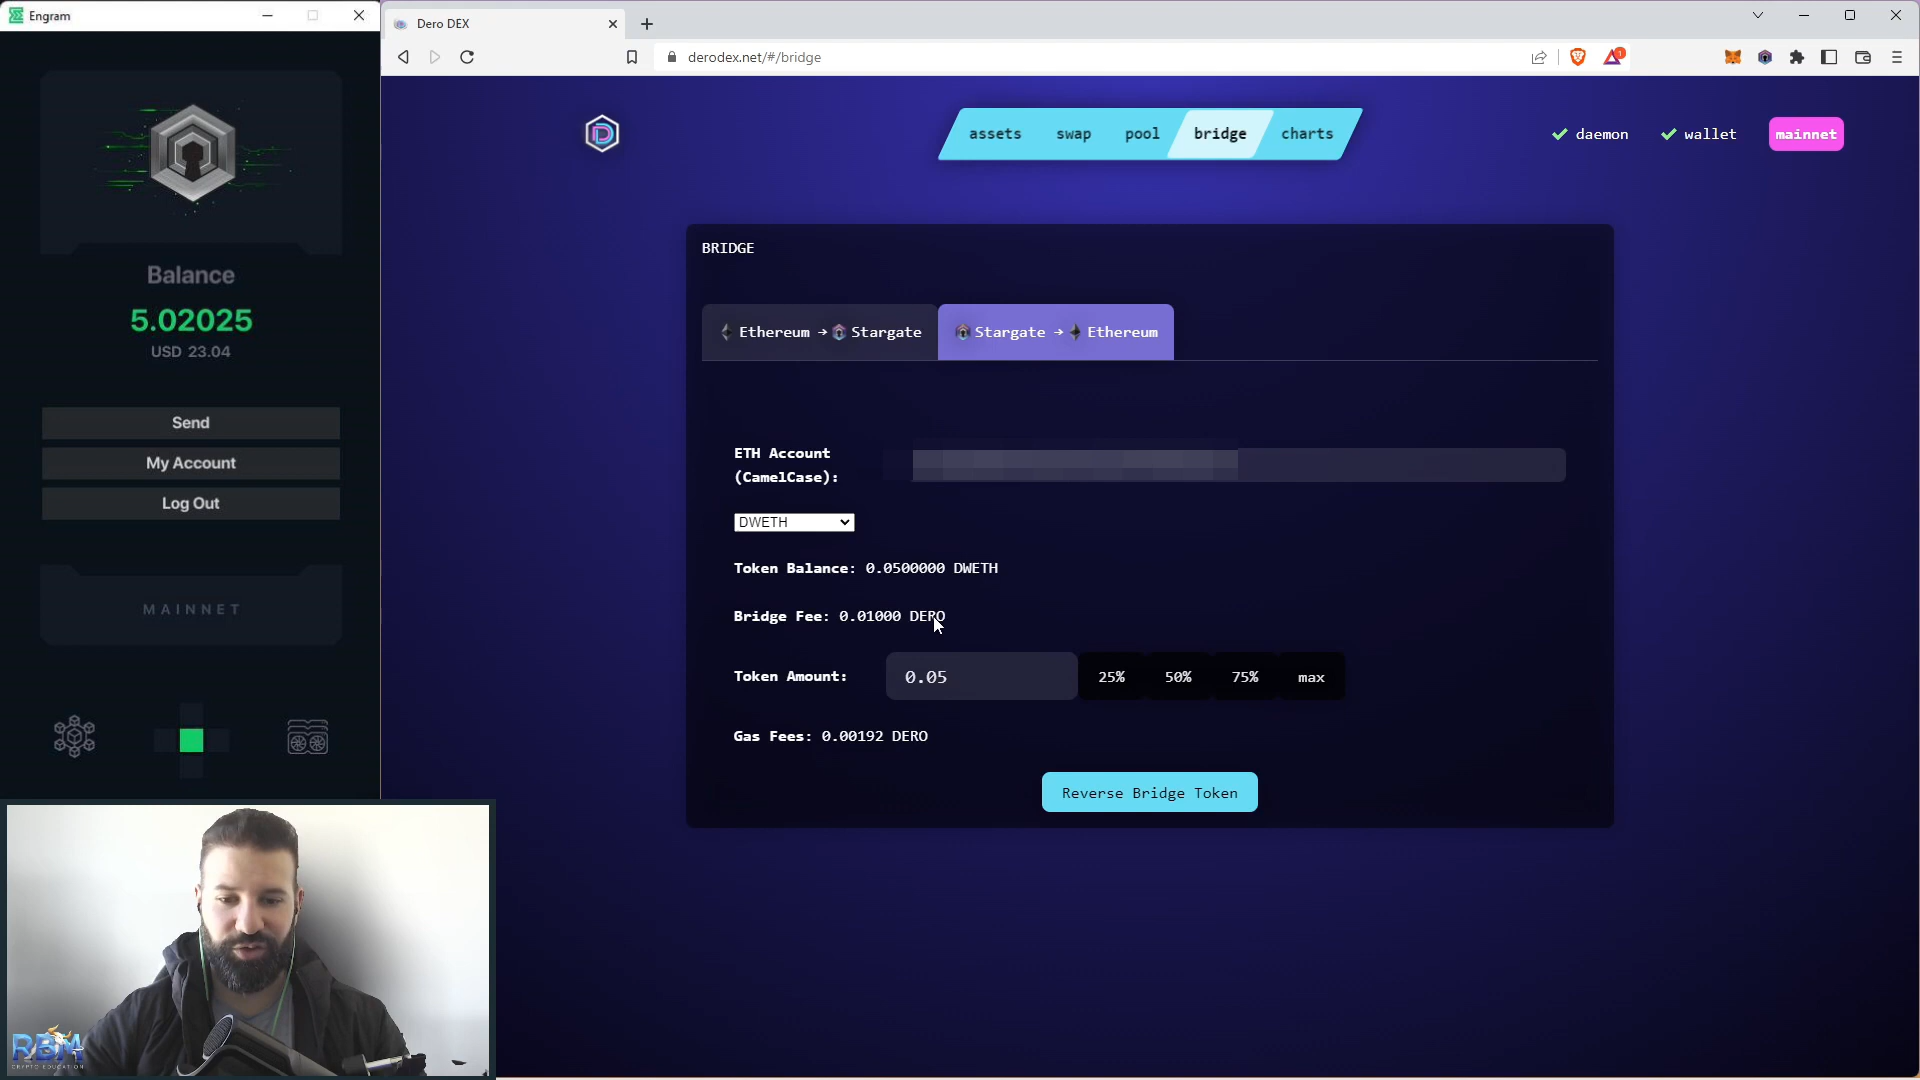 Engram
Balance
5.02025
USD 23.04
Send
My Account
Log Out
MAINNET
RBM
CRYPTO EDUCATION
Dero DEX
derodex.net/#/bridge
1
assets swap pool bridge charts
daemon wallet mainnet
BRIDGE
Ethereum → Stargate
Stargate → Ethereum
ETH Account
(CamelCase):
DWETH
Token Balance: 0.0500000 DWETH
Bridge Fee: 0.01000 DERO
Token Amount: 0.05 25% 50% 75% max
Gas Fees: 0.00192 DERO
Reverse Bridge Token